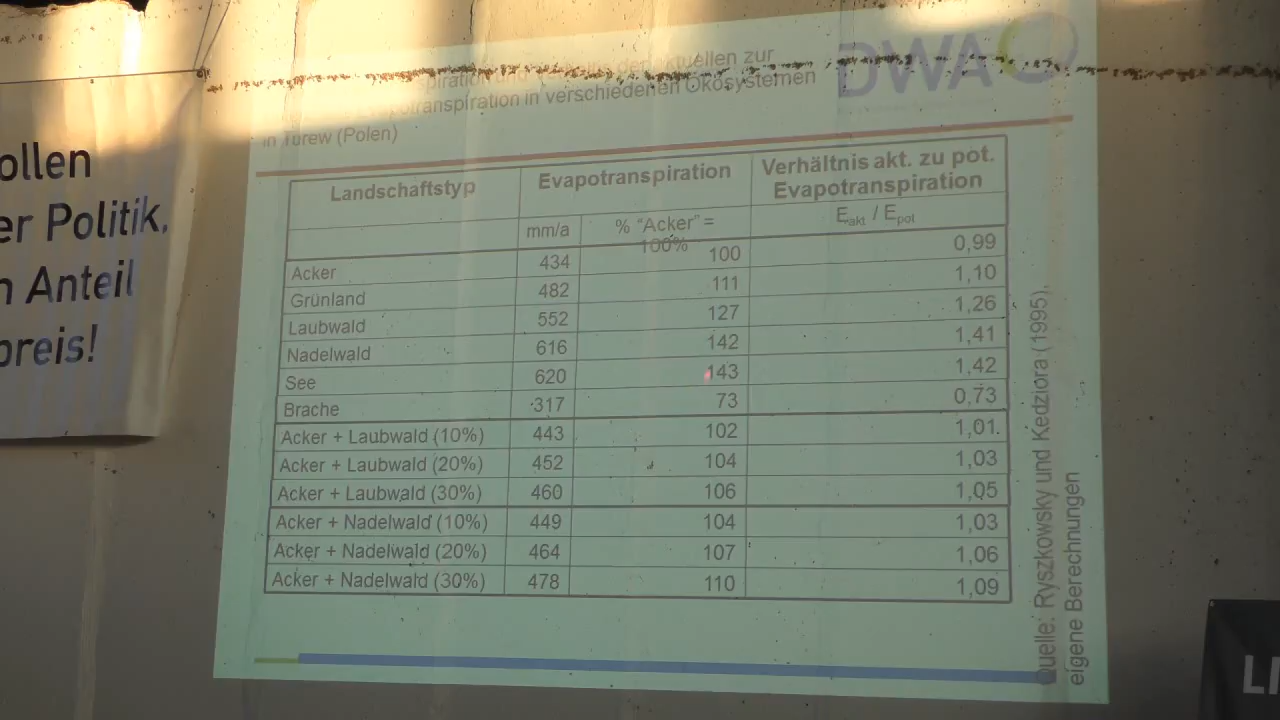 ollen
er Politik,
n Anteil
preis!
DWA
aktuellen zur
potranspiration in verschiedenen Ökosystemen
in Turew (Polen)
Landschaftstyp Evapotranspiration Verhältnis akt. zu pot. Evapotranspiration
mm/a % "Acker" = 100% Eakt / Epot
Acker 434 100 0,99
Grünland 482 111 1,10
Laubwald 552 127 1,26
Nadelwald 616 142 1,41
See 620 143 1,42
Brache 317 73 0,73
Acker + Laubwald (10%) 443 102 1,01
Acker + Laubwald (20%) 452 104 1,03
Acker + Laubwald (30%) 460 106 1,05
Acker + Nadelwald (10%) 449 104 1,03
Acker + Nadelwald (20%) 464 107 1,06
Acker + Nadelwald (30%) 478 110 1,09
Quelle: Ryszkowsky und Kedziora (1995),
eigene Berechnungen
LI